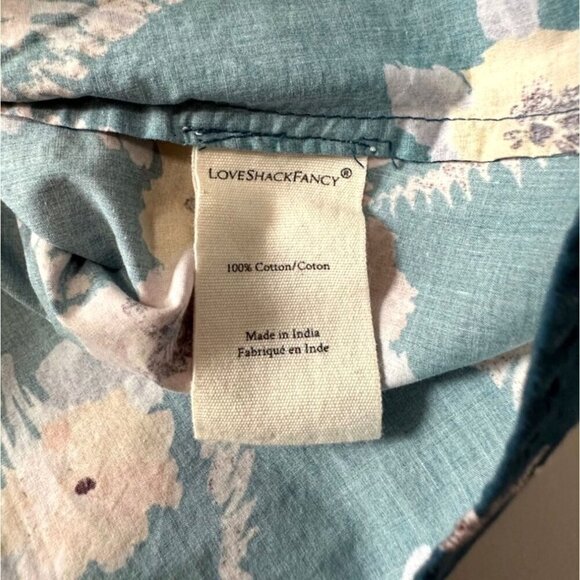 LOVESHACKFANCY®
100% Cotton/Coton
Made in India
Fabriqué en Inde